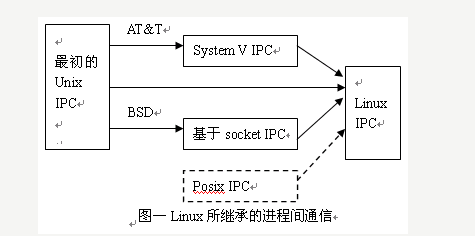 AT&T
System V IPC
最初的
Unix
IPC
Linux
IPC
BSD
基于 socket IPC
Posix IPC
图一 Linux 所继承的进程间通信